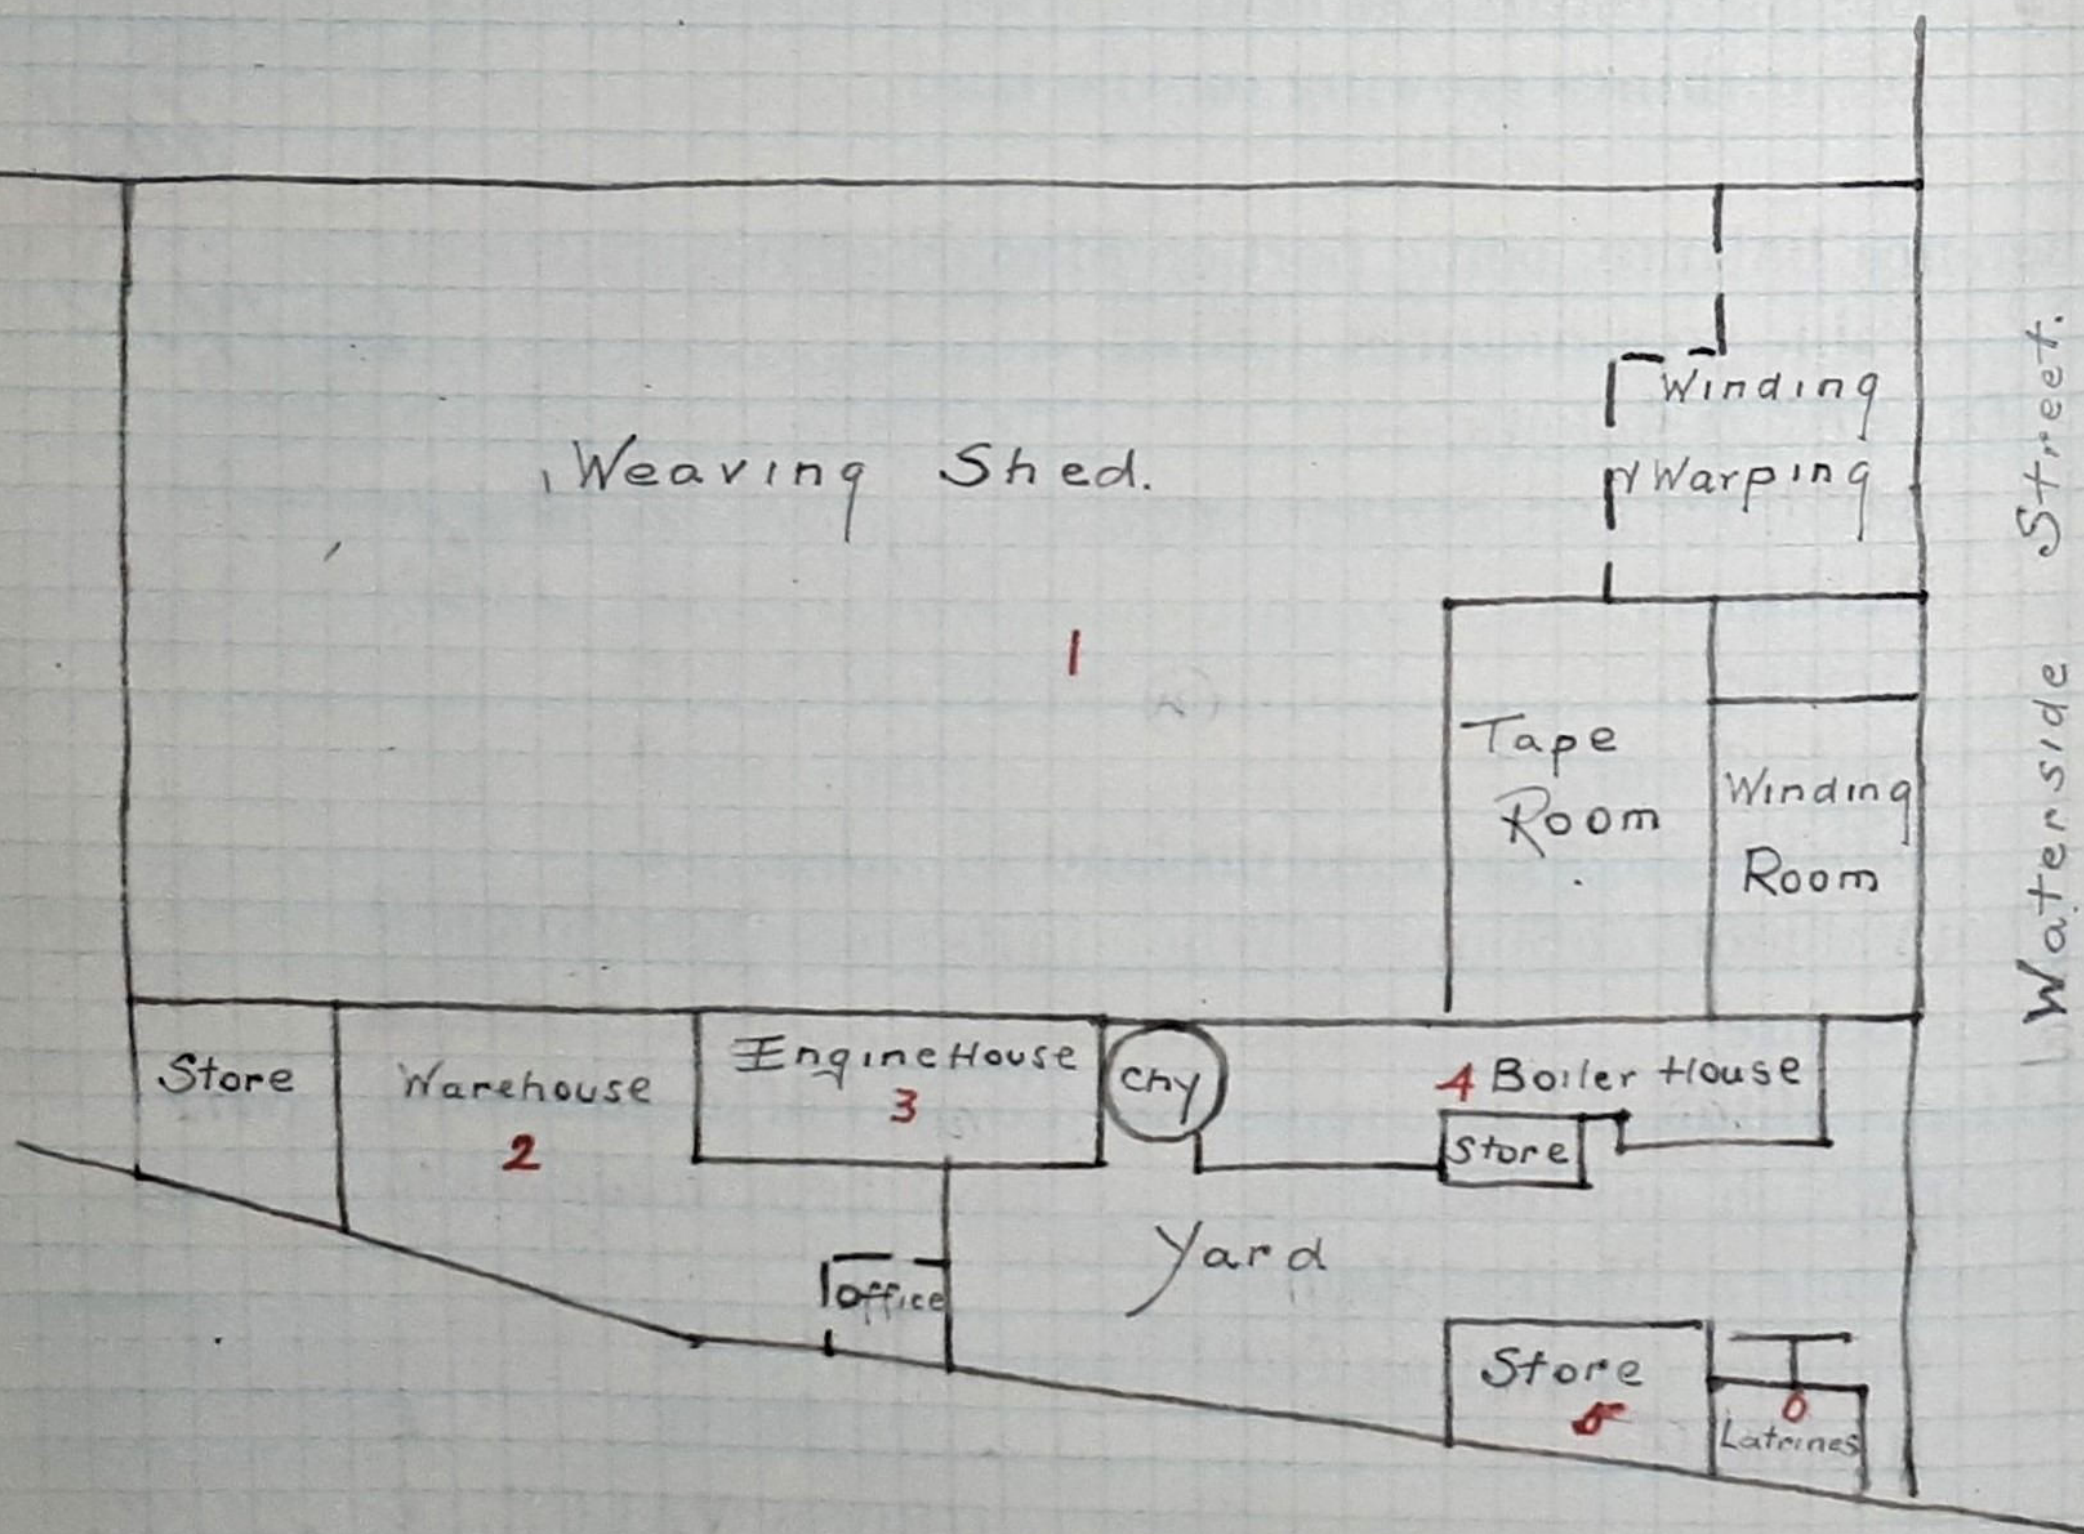 Winding
Weaving Shed.
Warping
1
Tape
Room
Winding
Room
Waterside Street.
Store
Warehouse
2
Engine House
3
Chy
4 Boiler House
Store
Yard
Office
Store
5
6
Latrines